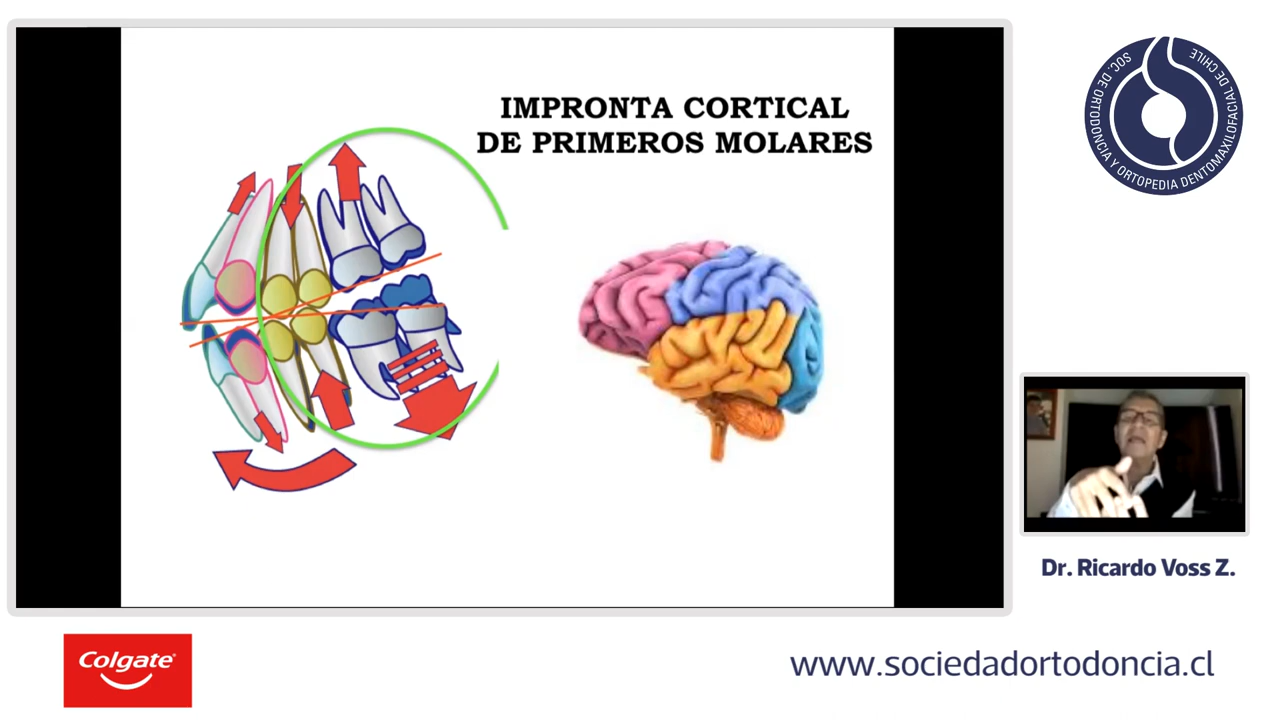 IMPRONTA CORTICAL
DE PRIMEROS MOLARES
SOC. DE ORTODONCIA Y ORTOPEDIA DENTOMAXILOFACIAL DE CHILE
Dr. Ricardo Voss Z.
Colgate®
www.sociedadortodoncia.cl